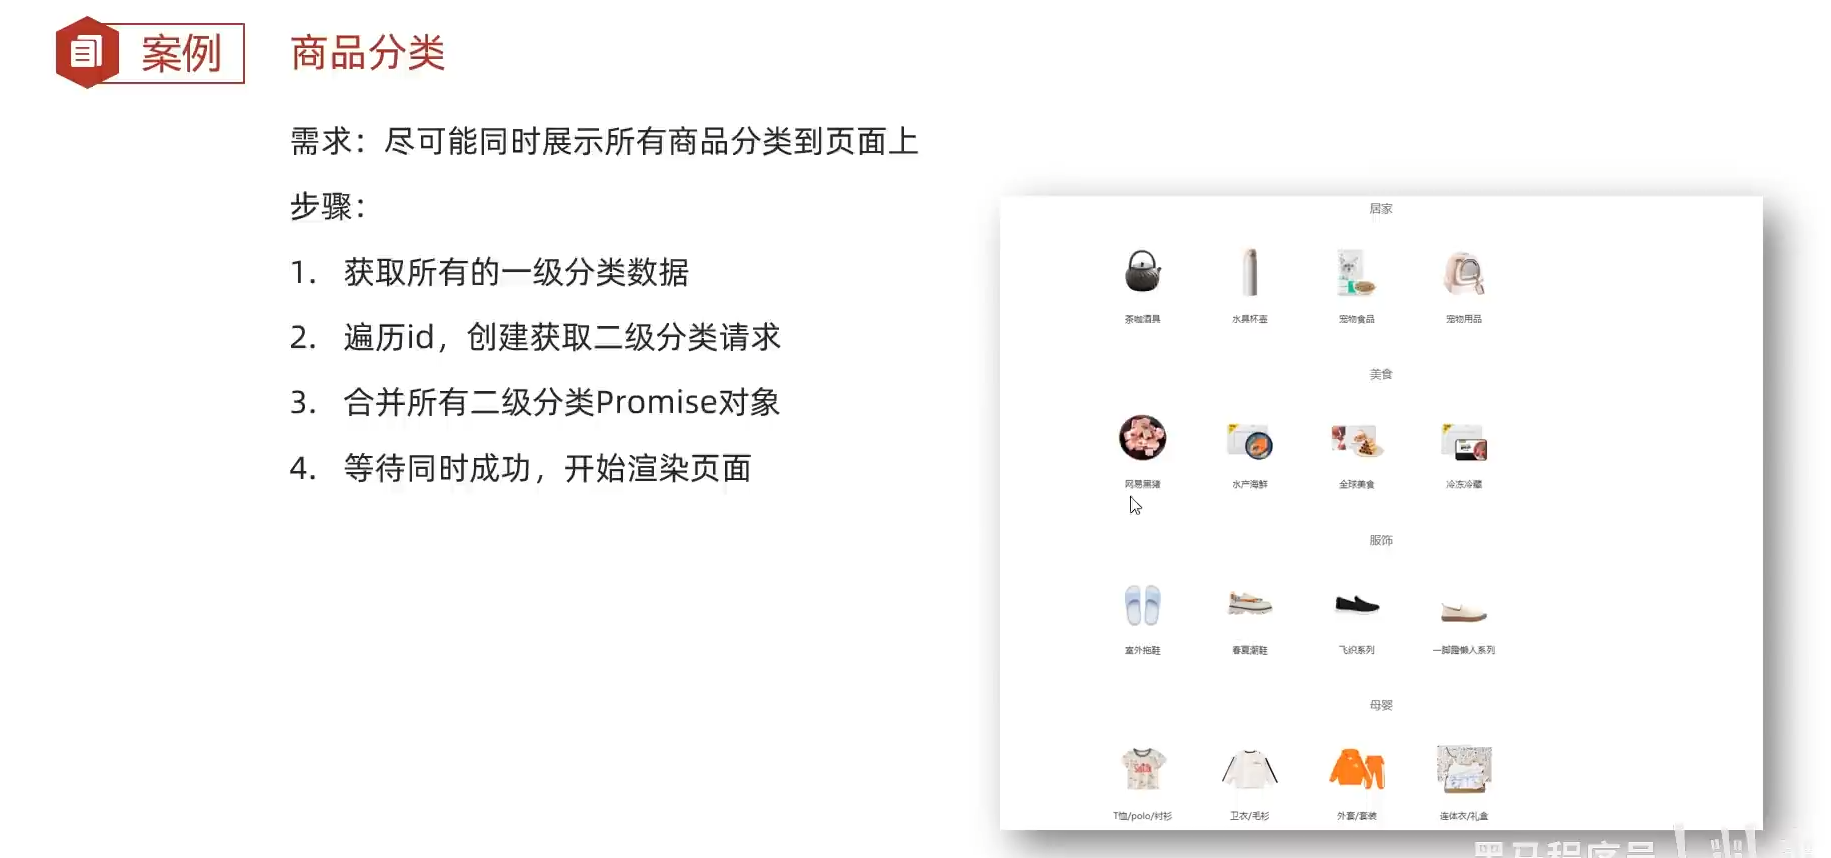 案例
商品分类
需求：尽可能同时展示所有商品分类到页面上
步骤：
1. 获取所有的一级分类数据
2. 遍历id，创建获取二级分类请求
3. 合并所有二级分类Promise对象
4. 等待同时成功，开始渲染页面
居家
茶咖酒具 水具杯壶 宠物食品 宠物用品
美食
网易黑猪 水产海鲜 全球美食 冷冻冷藏
服饰
室外拖鞋 春夏潮鞋 飞织系列 一脚蹬懒人系列
母婴
T恤/polo/衬衫 卫衣/毛衫 外套/套装 连体衣/礼盒
黑马程序员